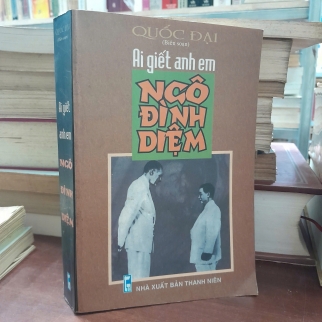 QUỐC ĐẠI
(Biên soạn)
Ai giết anh em
NGÔ
ĐÌNH
DIỆM
NHÀ XUẤT BẢN THANH NIÊN
Ai giết
anh em
NGÔ
ĐÌNH
DIỆM